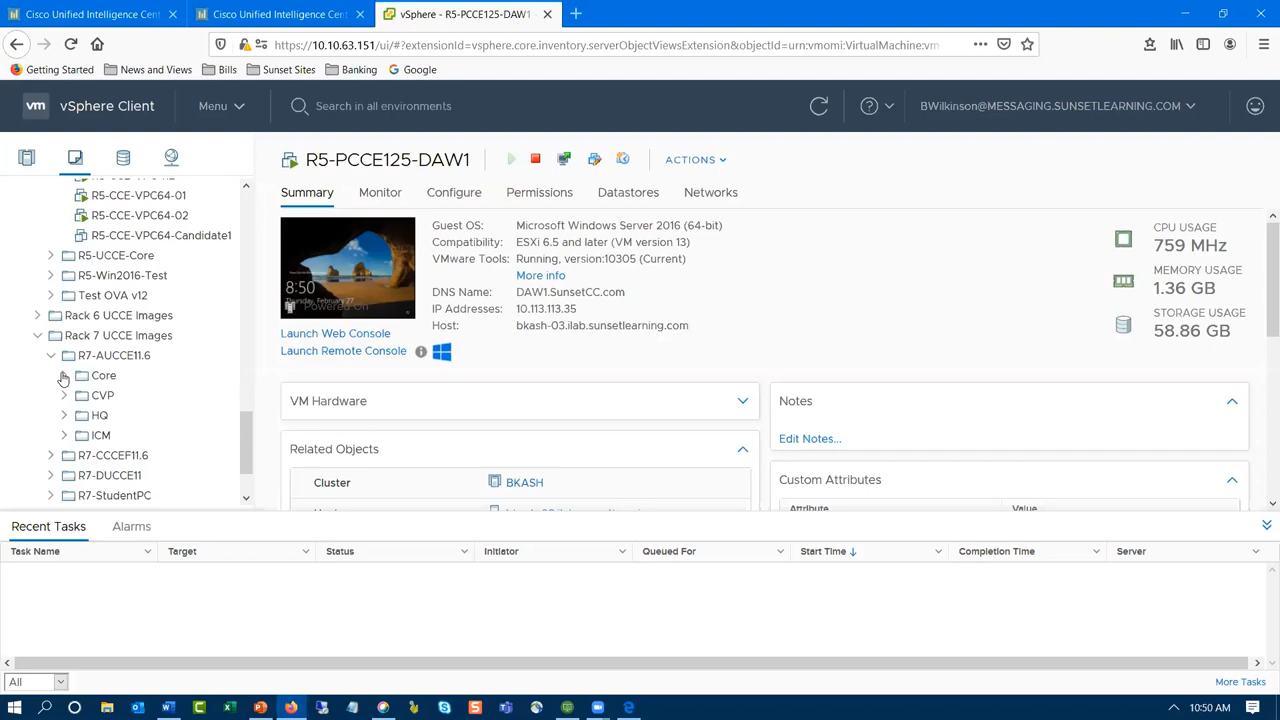 Cisco Unified Intelligence Cent
Cisco Unified Intelligence Cent
vSphere - R5-PCCE125-DAW1 -
https://10.10.63.151/ui/#?extensionId=vsphere.core.inventory.serverObjectViewsExtension&objectId=urn:vmomi:VirtualMachine:vm
Getting Started
News and Views
Bills
Sunset Sites
Banking
Google
vm vSphere Client
Menu
Search in all environments
BWilkinson@MESSAGING.SUNSETLEARNING.COM
R5-CCE-VPC64-01
R5-CCE-VPC64-02
R5-CCE-VPC64-Candidate1
R5-UCCE-Core
R5-Win2016-Test
Test OVA v12
Rack 6 UCCE Images
Rack 7 UCCE Images
R7-AUCCE11.6
Core
CVP
HQ
ICM
R7-CCCEF11.6
R7-DUCCE11
R7-StudentPC
R5-PCCE125-DAW1
ACTIONS
Summary
Monitor
Configure
Permissions
Datastores
Networks
8:50
Thursday, February 27
Powered On
Launch Web Console
Launch Remote Console
Guest OS: Microsoft Windows Server 2016 (64-bit)
Compatibility: ESXi 6.5 and later (VM version 13)
VMware Tools: Running, version:10305 (Current)
More info
DNS Name: DAW1.SunsetCC.com
IP Addresses: 10.113.113.35
Host: bkash-03.ilab.sunsetlearning.com
CPU USAGE
759 MHz
MEMORY USAGE
1.36 GB
STORAGE USAGE
58.86 GB
VM Hardware
Related Objects
Cluster BKASH
Notes
Edit Notes...
Custom Attributes
Attribute Value
Recent Tasks
Alarms
Task Name
Target
Status
Initiator
Queued For
Start Time
Completion Time
Server
All
More Tasks
10:50 AM